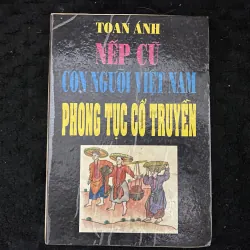 TOAN ÁNH
NẾP CŨ
CON NGƯỜI VIỆT NAM
PHONG TỤC CỔ TRUYỀN